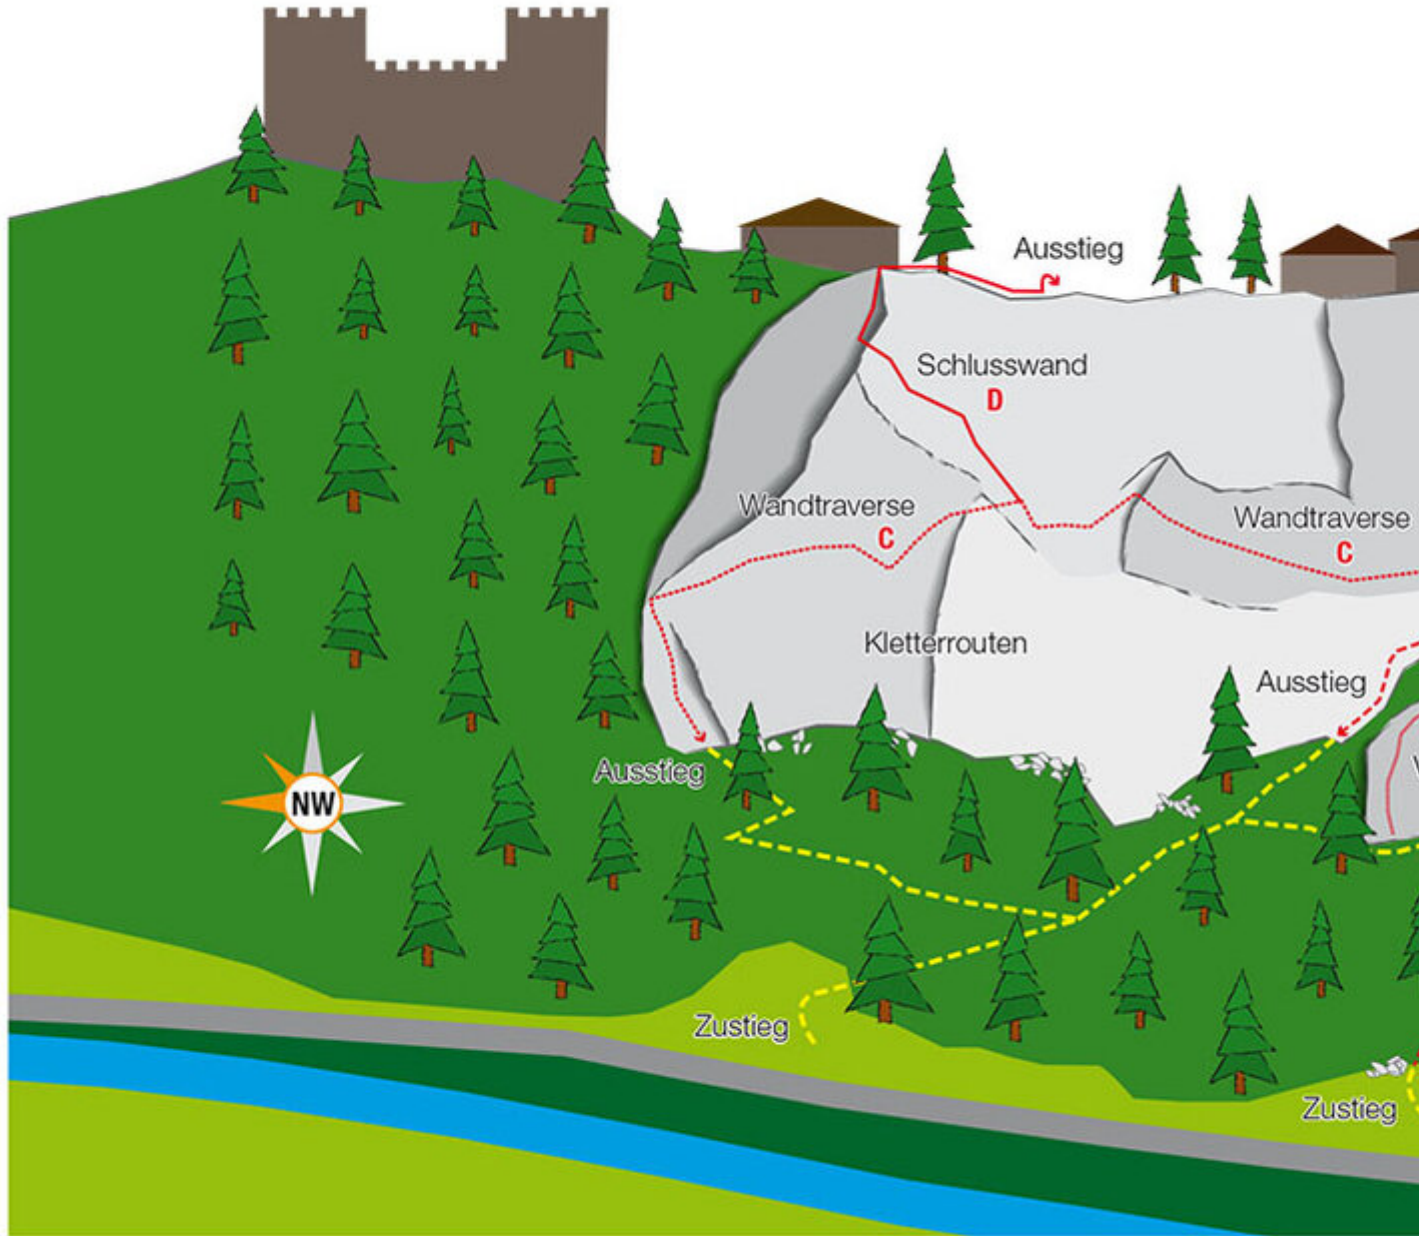 Ausstieg
Schlusswand
D
Wandtraverse
C
Wandtraverse
C
Kletterrouten
Ausstieg
Ausstieg
NW
Zustieg
Zustieg